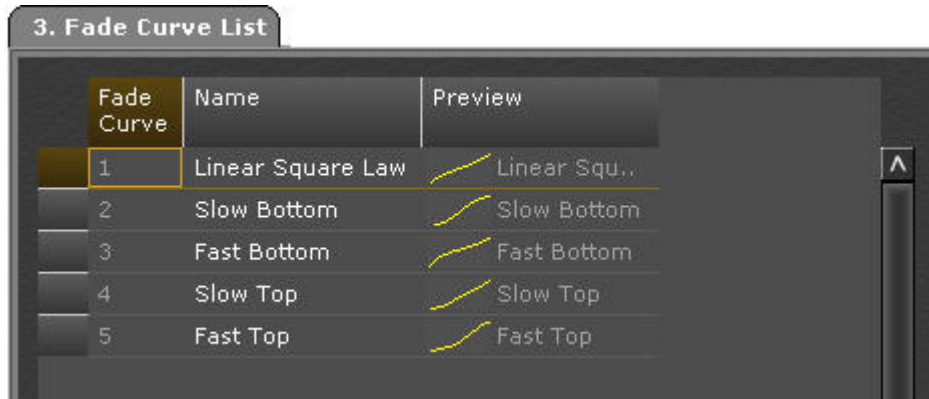 3. Fade Curve List
Fade Curve Name Preview
1 Linear Square Law Linear Squ..
2 Slow Bottom Slow Bottom
3 Fast Bottom Fast Bottom
4 Slow Top Slow Top
5 Fast Top Fast Top